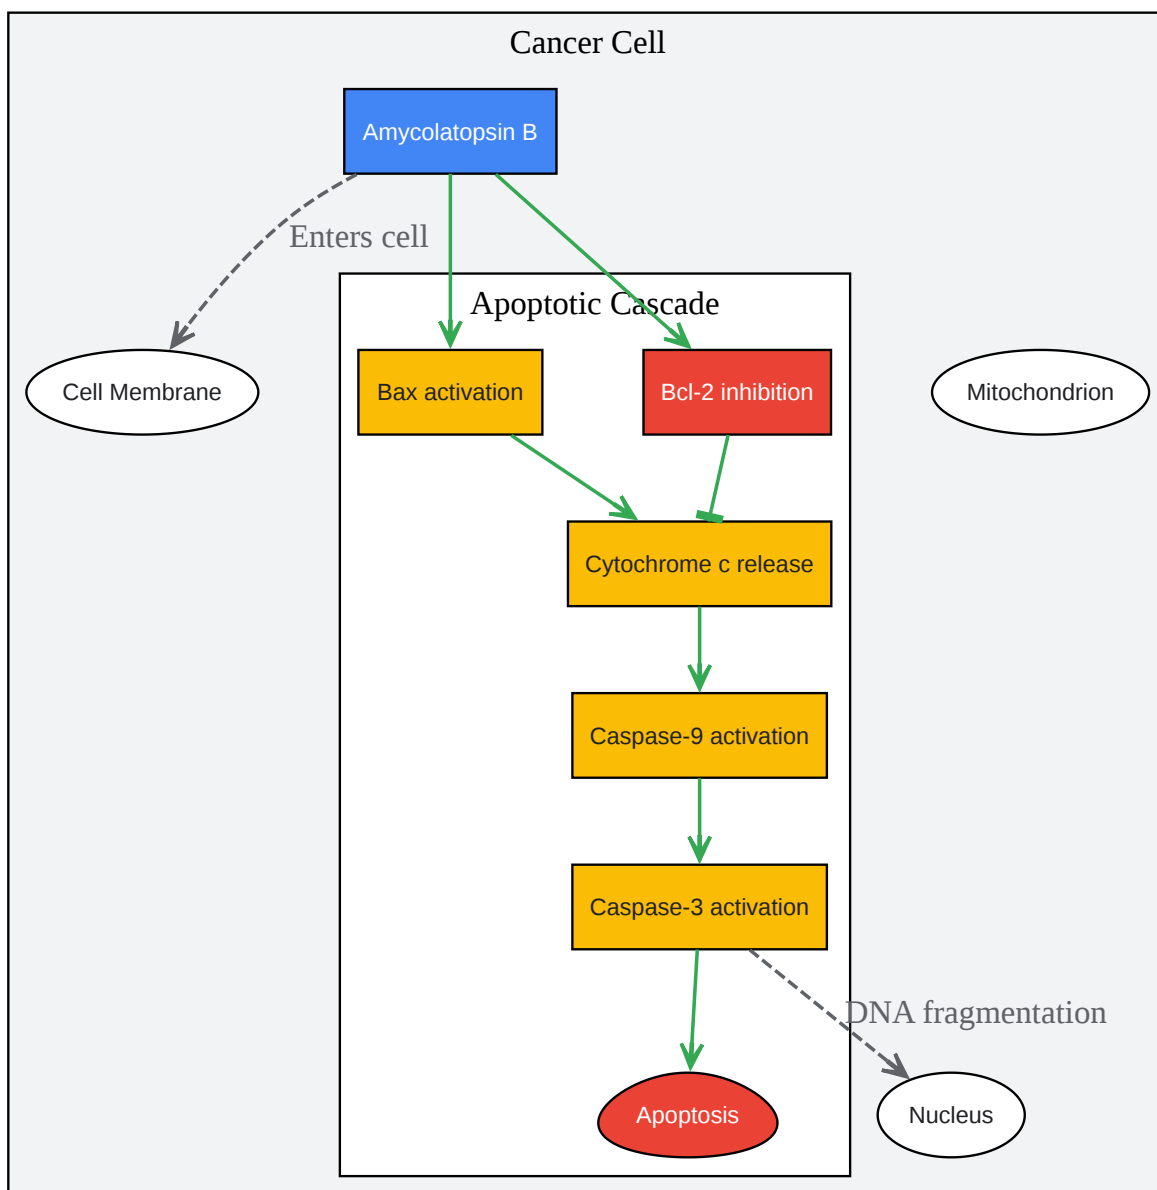 Cancer Cell
Amycolatopsin B
Enters cell
Apoptotic Cascade
Cell Membrane
Bax activation
Bcl-2 inhibition
Mitochondrion
Cytochrome c release
Caspase-9 activation
Caspase-3 activation
DNA fragmentation
Apoptosis
Nucleus